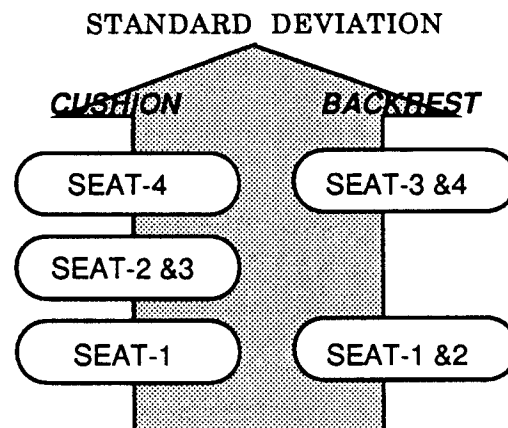 STANDARD DEVIATION
CUSHION BACKREST
SEAT-4 SEAT-3 &4
SEAT-2 &3
SEAT-1 SEAT-1 &2